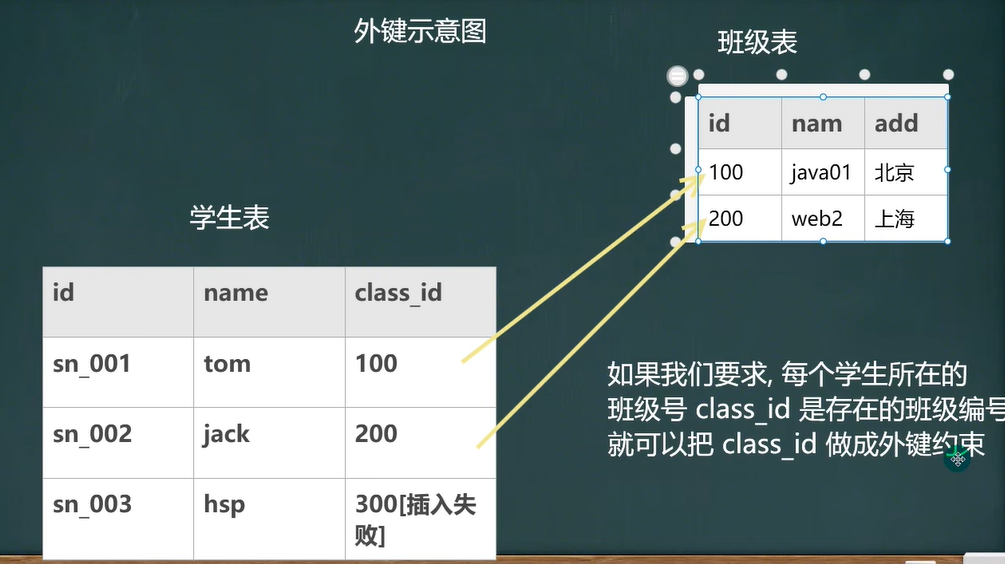 外键示意图
班级表
id nam add
100 java01 北京
200 web2 上海
学生表
id name class_id
sn_001 tom 100
sn_002 jack 200
sn_003 hsp 300[插入失
败]
如果我们要求, 每个学生所在的
班级号 class_id 是存在的班级编号
就可以把 class_id 做成外键约束